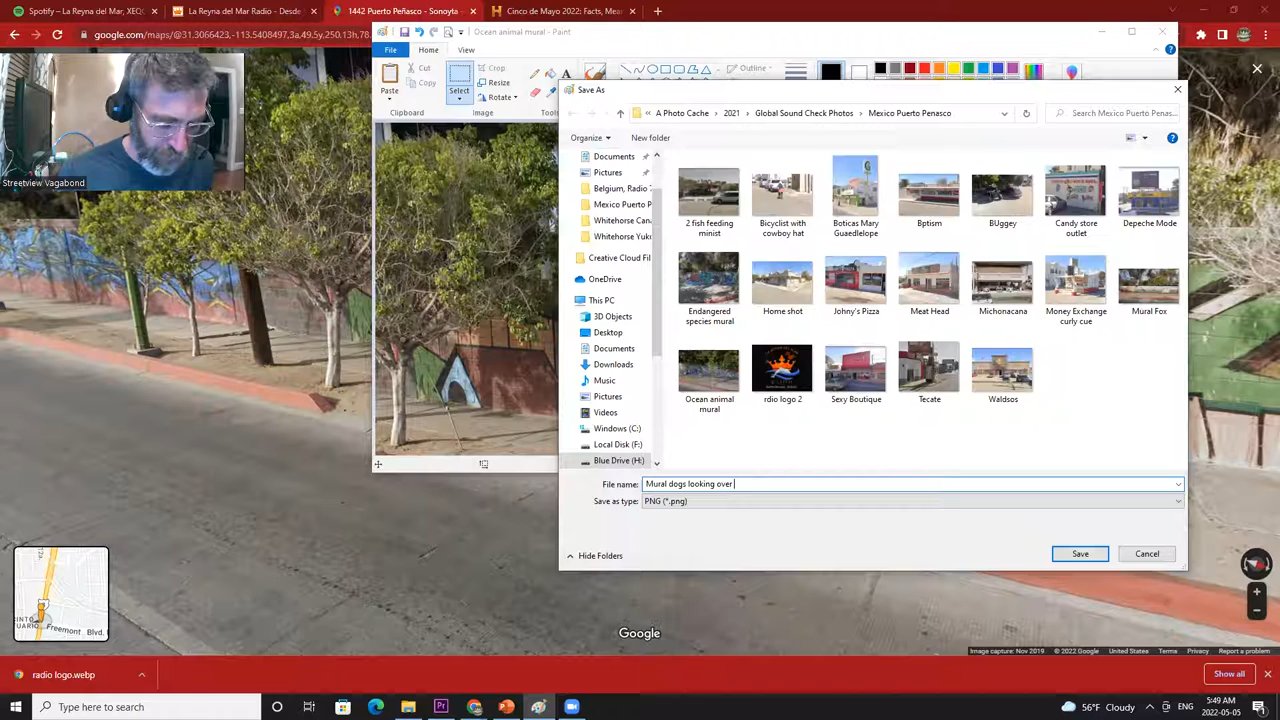 Spotify – La Reyna del Mar, XEQC
La Reyna del Mar Radio - Desde
1442 Puerto Peñasco - Sonoyta
Cinco de Mayo 2022: Facts, Mean
google.com/maps/@31.3066423,-113.5408497,3a,49.5y,250.13h,78.
Ocean animal mural - Paint
File
Home
View
Paste
Cut
Copy
Clipboard
Select
Crop
Resize
Rotate
Image
Tools
Outline
Streetview Vagabond
Save As
« A Photo Cache > 2021 > Global Sound Check Photos > Mexico Puerto Penasco
Search Mexico Puerto Penas...
Organize
New folder
Documents
Pictures
Belgium, Radio
Mexico Puerto P
Whitehorse Cana
Whitehorse Yuko
Creative Cloud Fil
OneDrive
This PC
3D Objects
Desktop
Documents
Downloads
Music
Pictures
Videos
Windows (C:)
Local Disk (F:)
Blue Drive (H:)
2 fish feeding minist
Bicyclist with cowboy hat
Boticas Mary Guaedlelope
Bptism
BUggey
Candy store outlet
Depeche Mode
Endangered species mural
Home shot
Johny's Pizza
Meat Head
Michonacana
Money Exchange curly cue
Mural Fox
Ocean animal mural
rdio logo 2
Sexy Boutique
Tecate
Waldsos
File name: Mural dogs looking over
Save as type: PNG (*.png)
Hide Folders
Save
Cancel
Freemont Blvd.
Google
Image capture: Nov 2019 © 2022 Google United States Terms Privacy Report a problem
radio logo.webp
Show all
Type here to search
56°F Cloudy
5:49 AM
2022-05-05